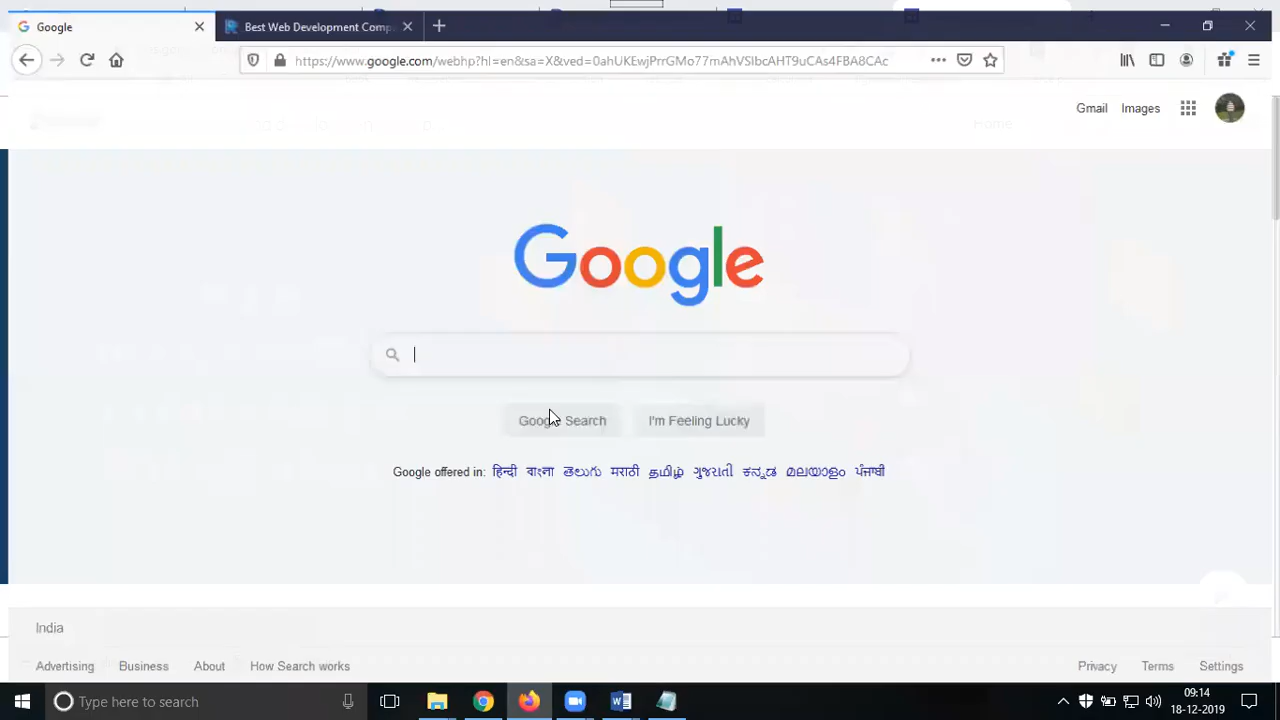 Google
Best Web Development Comp
https://www.google.com/webhp?hl=en&sa=X&ved=0ahUKEwjPrrGMo77mAhVSIbcAHT9uCAs4FBA8CAc
Gmail Images
Home
Google
Google Search I'm Feeling Lucky
Google offered in: हिन्दी বাংলা తెలుగు मराठी தமிழ் ગુજરાતી ಕನ್ನಡ മലയാളം ਪੰਜਾਬੀ
India
Advertising Business About How Search works Privacy Terms Settings
Type here to search
09:14
18-12-2019